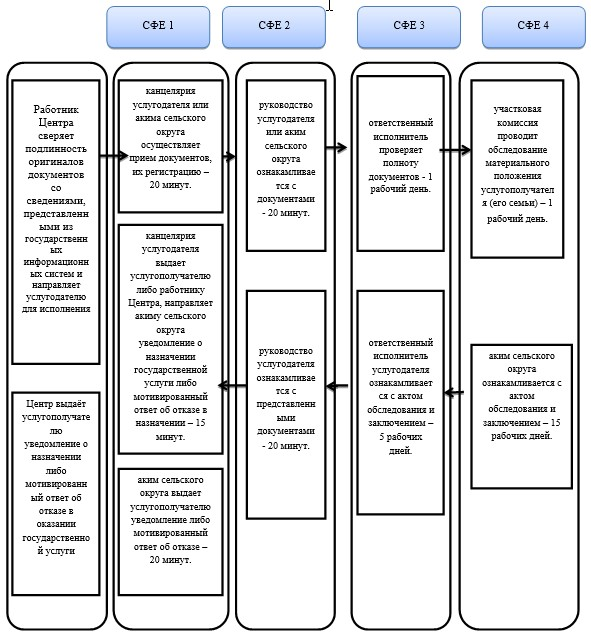 СФЕ 1
СФЕ 2
СФЕ 3
СФЕ 4
Работник
Центра
сверяет
подлинность
оригиналов
документов
со
сведениями,
представленн
ыми из
государственн
ых
информационн
ых систем и
направляет
услугодателю
для исполнения
Центр выдаёт
услугополучате
лю
уведомление о
назначении
либо
мотивированн
ый ответ об
отказе в
оказании
государственно
й услуги
канцелярия
услугодателя или
акима сельского
округа
осуществляет
прием документов,
их регистрацию –
20 минут.
канцелярия
услугодателя
выдает
услугополучателю
либо работнику
Центра, направляет
акиму сельского
округа
уведомление о
назначении
государственной
услуги либо
мотивированный
ответ об отказе в
назначении – 15
минут.
аким сельского
округа выдает
услугополучателю
уведомление либо
мотивированный
ответ об отказе –
20 минут.
руководство
услугодателя
или аким
сельского
округа
ознакамливае
тся с
документами
- 20 минут.
руководство
услугодателя
ознакамливае
тся с
представленн
ыми
документами
- 20 минут.
ответственный
исполнитель
проверяет
полноту
документов - 1
рабочий день.
ответственный
исполнитель
услугодателя
ознакамливает
ся с актом
обследования и
заключением –
5 рабочих
дней.
участковая
комиссия
проводит
обследование
материального
положения
услугополучател
я (его семьи) – 1
рабочий день.
аким сельского
округа
ознакамливается с
актом
обследования и
заключением – 15
рабочих дней.